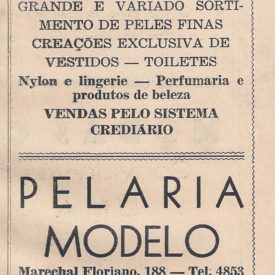 GRANDE E VARIADO SORTI-
MENTO DE PELES FINAS
CREAÇÕES EXCLUSIVA DE
VESTIDOS — TOILETES
Nylon e lingerie — Perfumaria e
produtos de beleza
VENDAS PELO SISTEMA
CREDIÁRIO
PELARIA
MODELO
Marechal Floriano, 188 — Tel. 4853